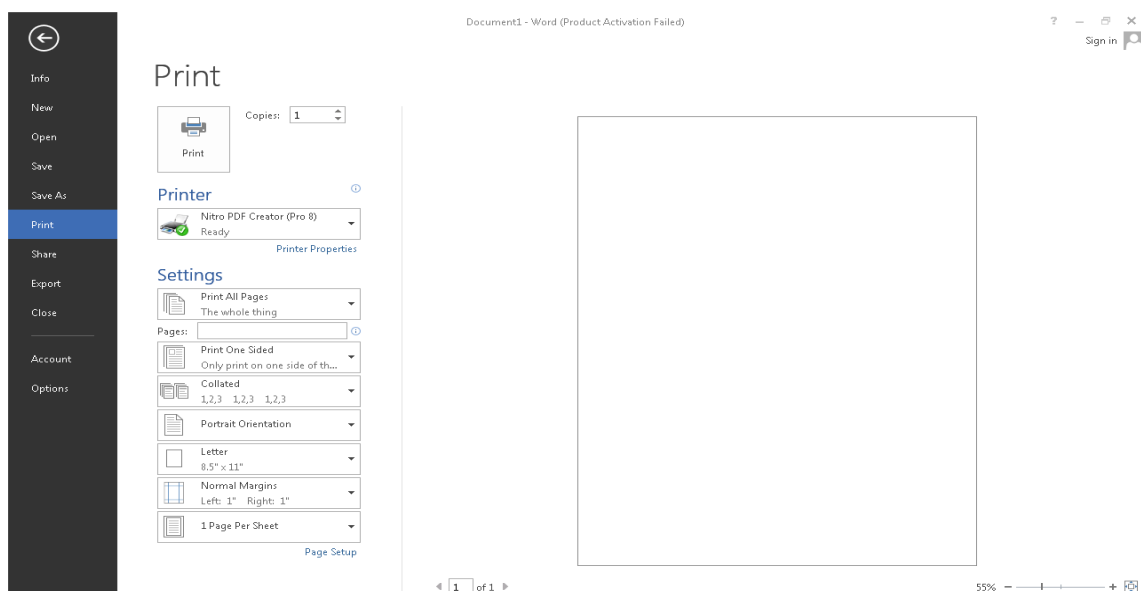 Document1 - Word (Product Activation Failed)
?
Sign in
Info
New
Open
Save
Save As
Print
Share
Export
Close
Account
Options
Print
Print
Copies: 1
Printer
Nitro PDF Creator (Pro 8)
Ready
Printer Properties
Settings
Print All Pages
The whole thing
Pages:
Print One Sided
Only print on one side of th...
Collated
1,2,3 1,2,3 1,2,3
Portrait Orientation
Letter
8.5" x 11"
Normal Margins
Left: 1" Right: 1"
1 Page Per Sheet
Page Setup
1 of 1
55%